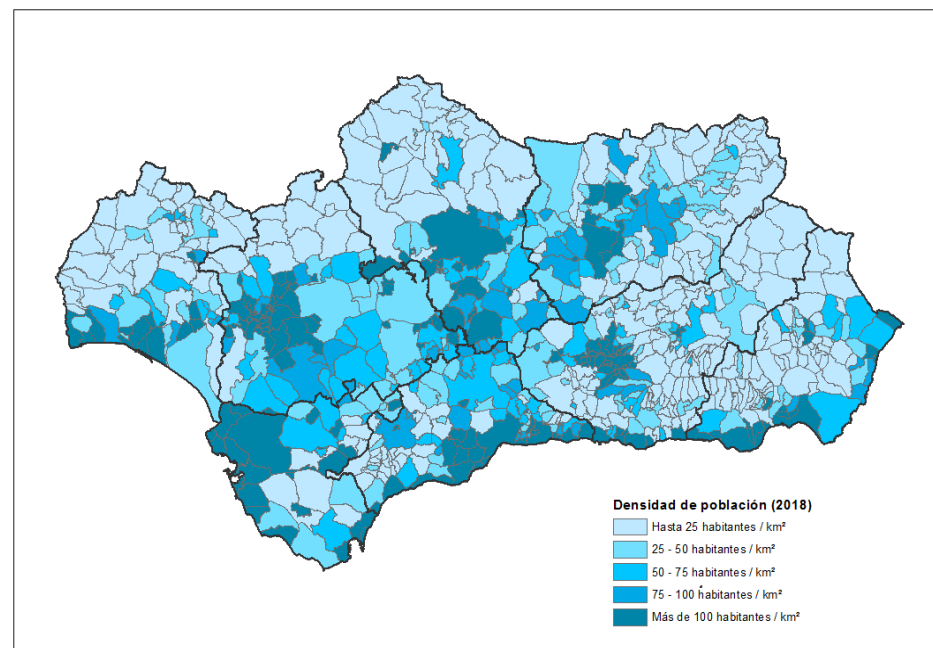 Densidad de población (2018)
Hasta 25 habitantes / km²
25 - 50 habitantes / km²
50 - 75 habitantes / km²
75 - 100 habitantes / km²
Más de 100 habitantes / km²